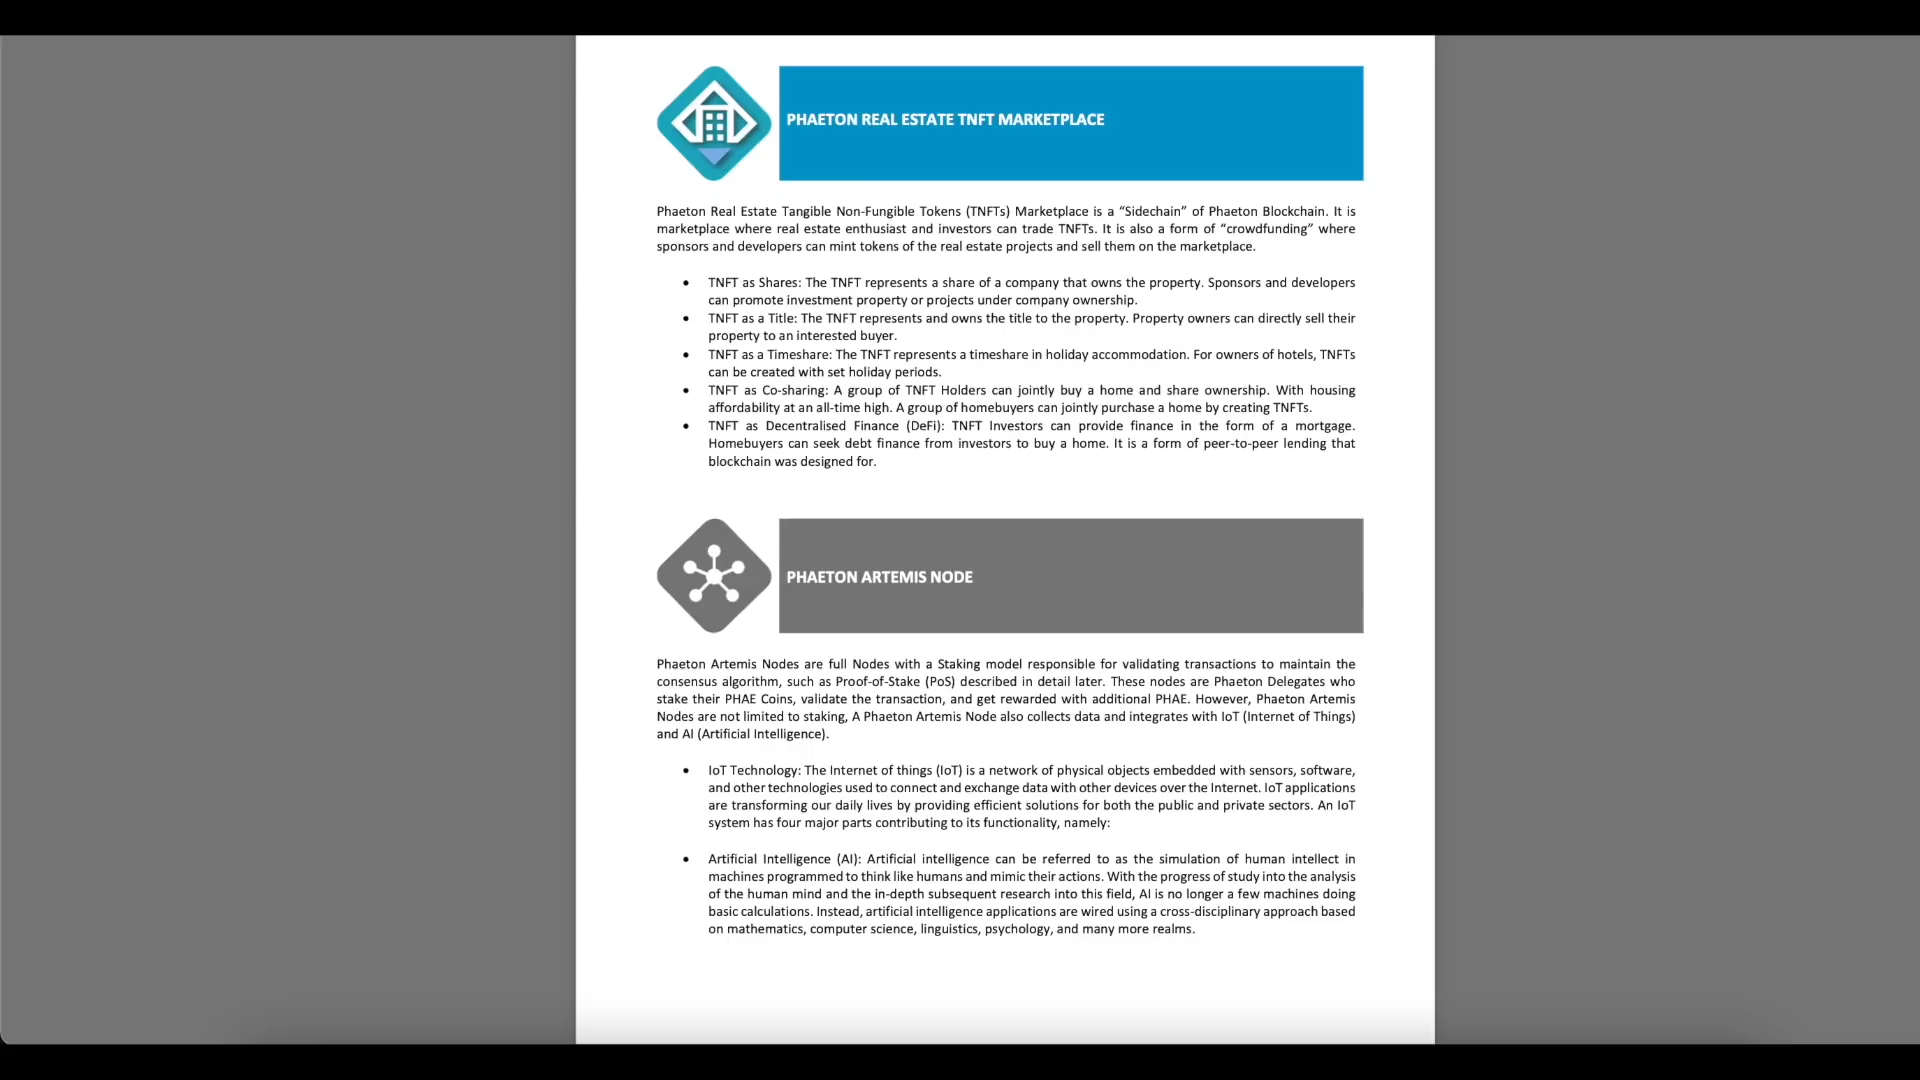 PHAETON REAL ESTATE TNFT MARKETPLACE
Phaeton Real Estate Tangible Non-Fungible Tokens (TNFTs) Marketplace is a “Sidechain” of Phaeton Blockchain. It is
marketplace where real estate enthusiast and investors can trade TNFTs. It is also a form of “crowdfunding” where
sponsors and developers can mint tokens of the real estate projects and sell them on the marketplace.
• TNFT as Shares: The TNFT represents a share of a company that owns the property. Sponsors and developers
can promote investment property or projects under company ownership.
• TNFT as a Title: The TNFT represents and owns the title to the property. Property owners can directly sell their
property to an interested buyer.
• TNFT as a Timeshare: The TNFT represents a timeshare in holiday accommodation. For owners of hotels, TNFTs
can be created with set holiday periods.
• TNFT as Co-sharing: A group of TNFT Holders can jointly buy a home and share ownership. With housing
affordability at an all-time high. A group of homebuyers can jointly purchase a home by creating TNFTs.
• TNFT as Decentralised Finance (DeFi): TNFT Investors can provide finance in the form of a mortgage.
Homebuyers can seek debt finance from investors to buy a home. It is a form of peer-to-peer lending that
blockchain was designed for.
PHAETON ARTEMIS NODE
Phaeton Artemis Nodes are full Nodes with a Staking model responsible for validating transactions to maintain the
consensus algorithm, such as Proof-of-Stake (PoS) described in detail later. These nodes are Phaeton Delegates who
stake their PHAE Coins, validate the transaction, and get rewarded with additional PHAE. However, Phaeton Artemis
Nodes are not limited to staking, A Phaeton Artemis Node also collects data and integrates with IoT (Internet of Things)
and AI (Artificial Intelligence).
• IoT Technology: The Internet of things (IoT) is a network of physical objects embedded with sensors, software,
and other technologies used to connect and exchange data with other devices over the Internet. IoT applications
are transforming our daily lives by providing efficient solutions for both the public and private sectors. An IoT
system has four major parts contributing to its functionality, namely:
• Artificial Intelligence (AI): Artificial intelligence can be referred to as the simulation of human intellect in
machines programmed to think like humans and mimic their actions. With the progress of study into the analysis
of the human mind and the in-depth subsequent research into this field, AI is no longer a few machines doing
basic calculations. Instead, artificial intelligence applications are wired using a cross-disciplinary approach based
on mathematics, computer science, linguistics, psychology, and many more realms.